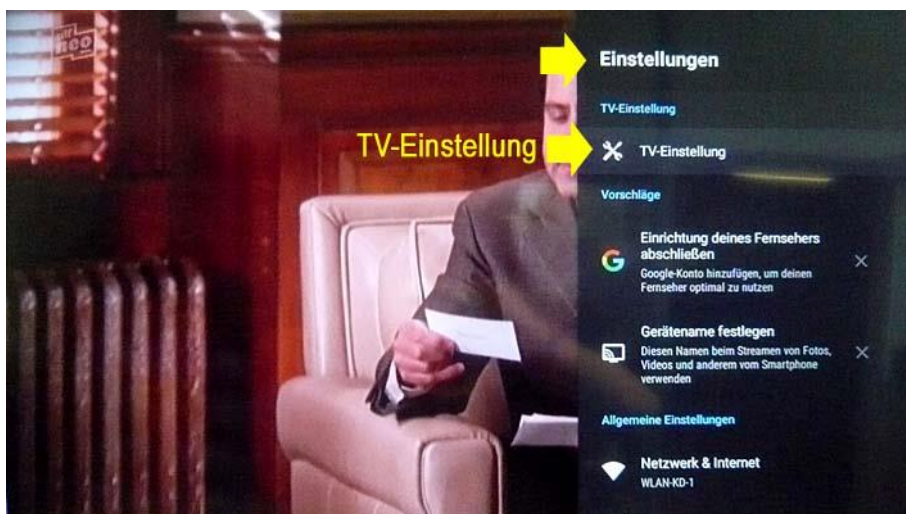 neo
Einstellungen
TV-Einstellung
TV-Einstellung
TV-Einstellung
Vorschläge
Einrichtung deines Fernsehers
abschließen
Google-Konto hinzufügen, um deinen
Fernseher optimal zu nutzen
Gerätename festlegen
Diesen Namen beim Streamen von Fotos,
Videos und anderem vom Smartphone
verwenden
Allgemeine Einstellungen
Netzwerk & Internet
WLAN-KD-1